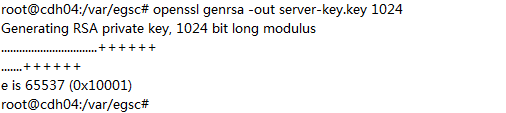 root@cdh04:/var/egsc# openssl genrsa -out server-key.key 1024
Generating RSA private key, 1024 bit long modulus
................................++++++
.......++++++
e is 65537 (0x10001)
root@cdh04:/var/egsc#